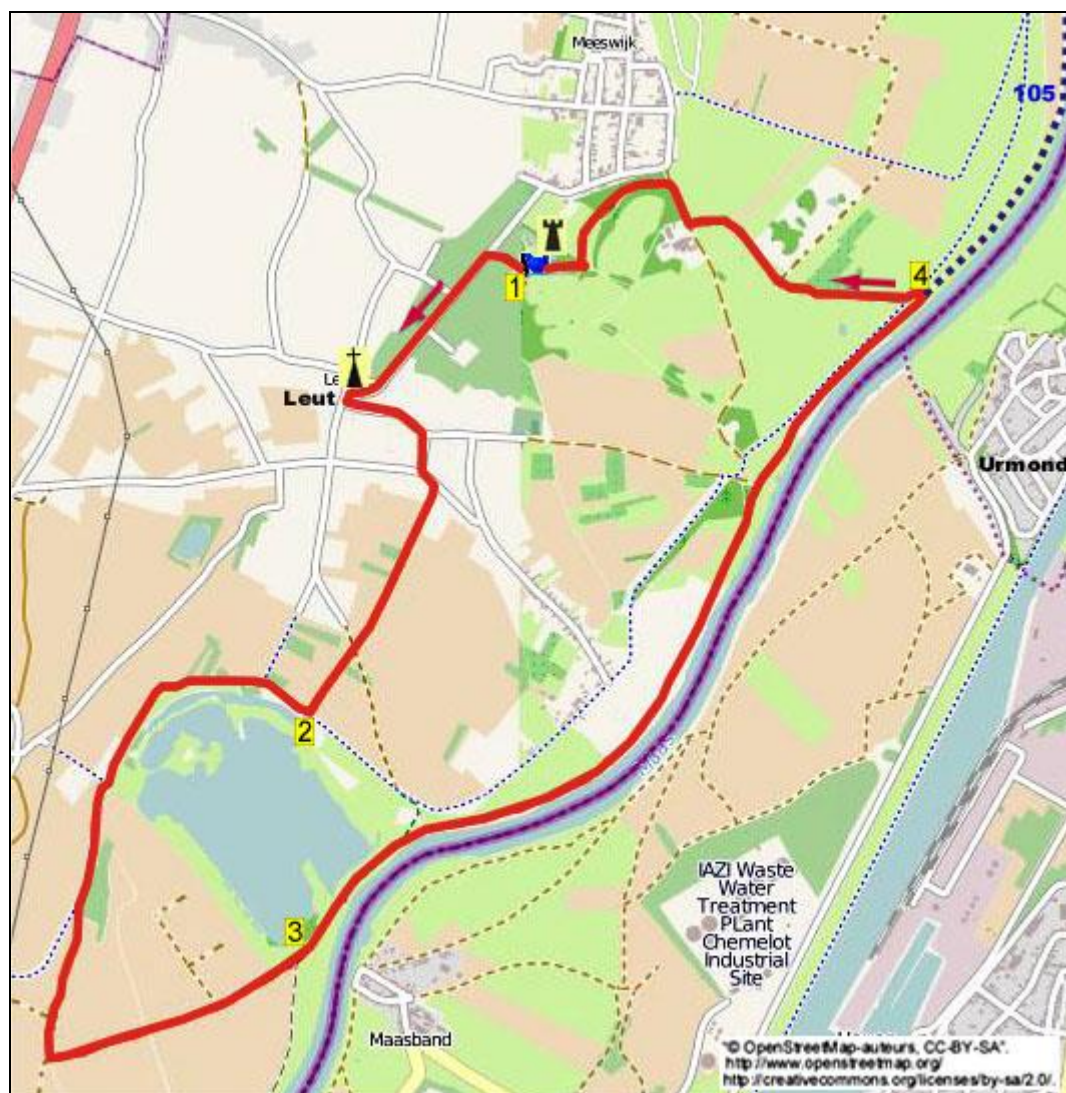 Meeswijk
105
1
4
Le
Leut
Urmond
2
IAZI Waste
Water
Treatment
PLant
Chemelot
Industrial
Site
3
Maasband
"© OpenStreetMap-auteurs, CC-BY-SA".
http://www.openstreetmap.org/
http://creativecommons.org/licenses/by-sa/2.0/.